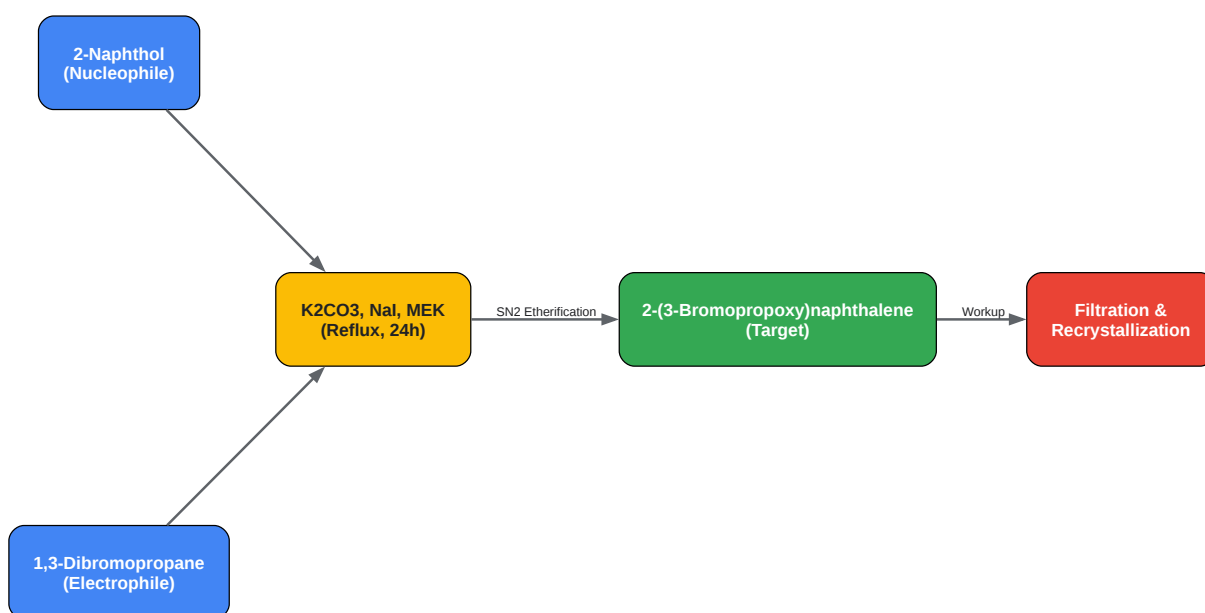 2-Naphthol
(Nucleophile)
K2CO3, NaI, MEK
(Reflux, 24h)
SN2 Etherification
2-(3-Bromopropoxy)naphthalene
(Target)
Workup
Filtration &
Recrystallization
1,3-Dibromopropane
(Electrophile)